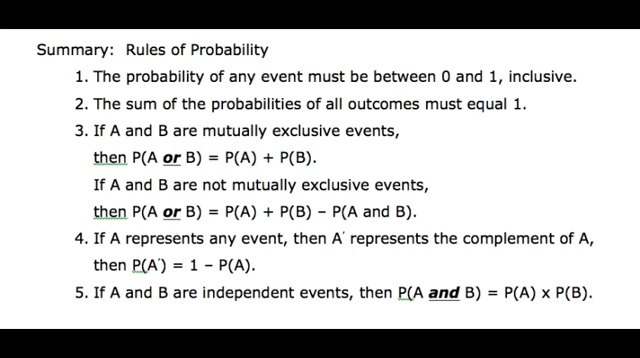 Summary: Rules of Probability
1. The probability of any event must be between 0 and 1, inclusive.
2. The sum of the probabilities of all outcomes must equal 1.
3. If A and B are mutually exclusive events,
then P(A or B) = P(A) + P(B).
If A and B are not mutually exclusive events,
then P(A or B) = P(A) + P(B) – P(A and B).
4. If A represents any event, then A′ represents the complement of A,
then P(A′) = 1 – P(A).
5. If A and B are independent events, then P(A and B) = P(A) x P(B).